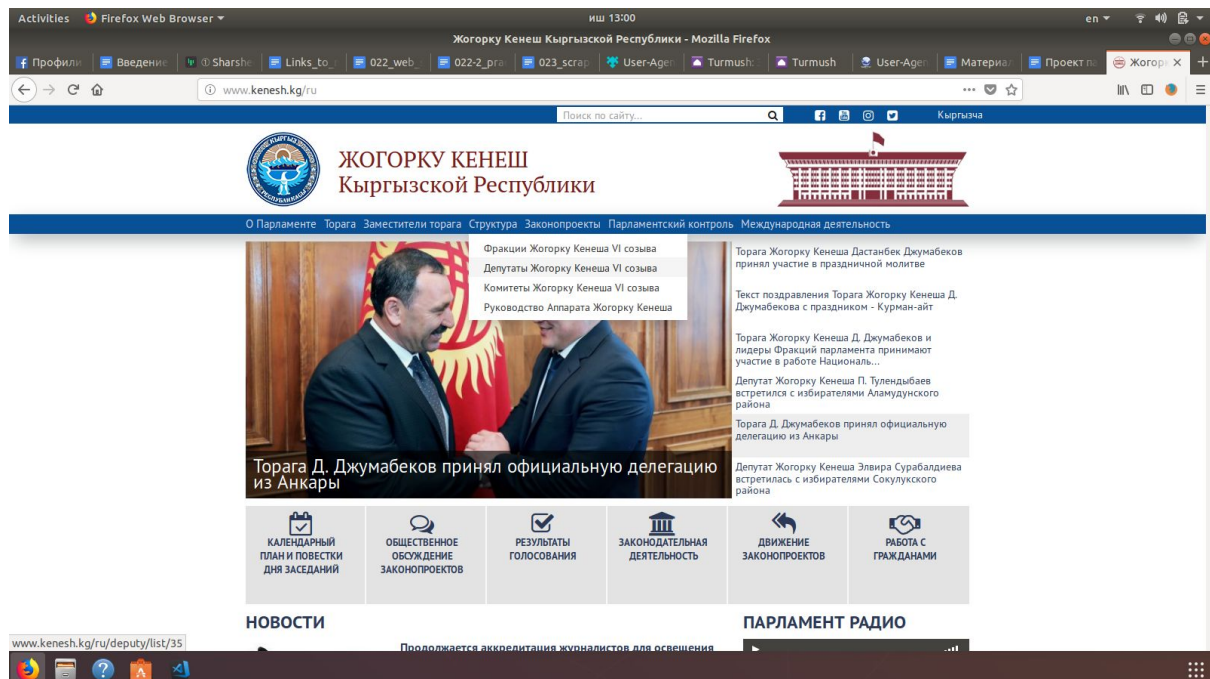 Activities Firefox Web Browser иш 13:00 en
Жогорку Кенеш Кыргызской Республики - Mozilla Firefox
Профили Введение Sharshe Links_to_ 022_web_ 022-2_pra 023_scrap User-Agen Turmush: Turmush User-Agen Материал Проект па Жогорк
www.kenesh.kg/ru
Поиск по сайту... Кыргызча
ЖОГОРКУ КЕНЕШ
Кыргызской Республики
О Парламенте Торага Заместители торага Структура Законопроекты Парламентский контроль Международная деятельность
Фракции Жогорку Кенеша VI созыва
Депутаты Жогорку Кенеша VI созыва
Комитеты Жогорку Кенеша VI созыва
Руководство Аппарата Жогорку Кенеша
Торага Д. Джумабеков принял официальную делегацию
из Анкары
Торага Жогорку Кенеша Дастанбек Джумабеков
принял участие в праздничной молитве
Текст поздравления Торага Жогорку Кенеша Д.
Джумабекова с праздником - Курман-айт
Торага Жогорку Кенеша Д. Джумабеков и
лидеры Фракций парламента принимают
участие в работе Националь...
Депутат Жогорку Кенеша П. Тулендыбаев
встретился с избирателями Аламудунского
района
Торага Д. Джумабеков принял официальную
делегацию из Анкары
Депутат Жогорку Кенеша Элвира Сурабалдиева
встретилась с избирателями Сокулукского
района
КАЛЕНДАРНЫЙ
ПЛАН И ПОВЕСТКИ
ДНЯ ЗАСЕДАНИЙ
ОБЩЕСТВЕННОЕ
ОБСУЖДЕНИЕ
ЗАКОНОПРОЕКТОВ
РЕЗУЛЬТАТЫ
ГОЛОСОВАНИЯ
ЗАКОНОДАТЕЛЬНАЯ
ДЕЯТЕЛЬНОСТЬ
ДВИЖЕНИЕ
ЗАКОНОПРОЕКТОВ
РАБОТА С
ГРАЖДАНАМИ
НОВОСТИ
ПАРЛАМЕНТ РАДИО
Продолжается аккредитация журналистов для освещения
www.kenesh.kg/ru/deputy/list/35